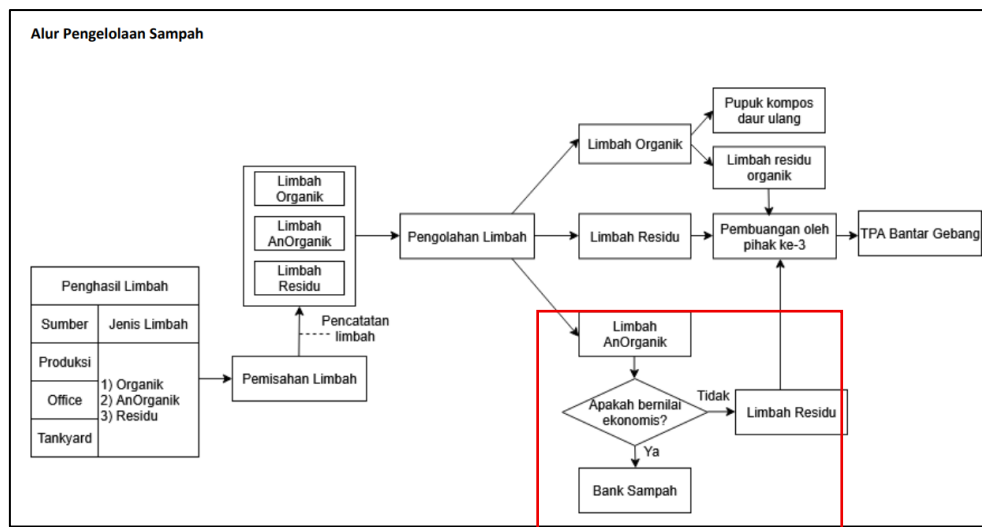 Alur Pengelolaan Sampah
Penghasil Limbah
Sumber
Jenis Limbah
Produksi
Office
Tankyard
1) Organik
2) AnOrganik
3) Residu
Pemisahan Limbah
Pencatatan
limbah
Limbah
Organik
Limbah
AnOrganik
Limbah
Residu
Pengolahan Limbah
Limbah Organik
Pupuk kompos
daur ulang
Limbah residu
organik
Limbah Residu
Pembuangan oleh
pihak ke-3
TPA Bantar Gebang
Limbah
AnOrganik
Apakah bernilai
ekonomis?
Tidak
Limbah Residu
Ya
Bank Sampah